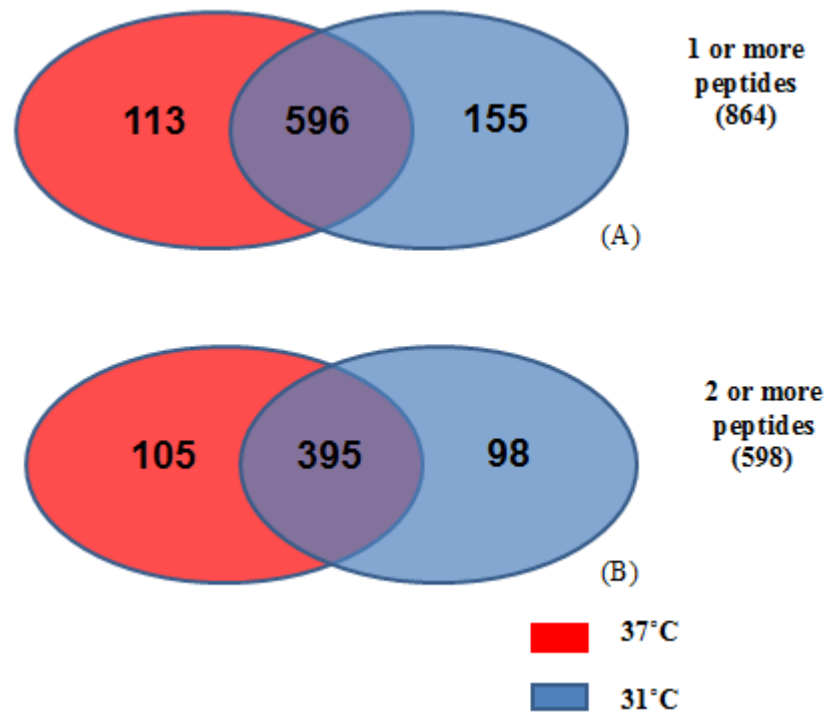 113 596 155
1 or more
peptides
(864)
(A)
105 395 98
2 or more
peptides
(598)
(B)
37°C
31°C